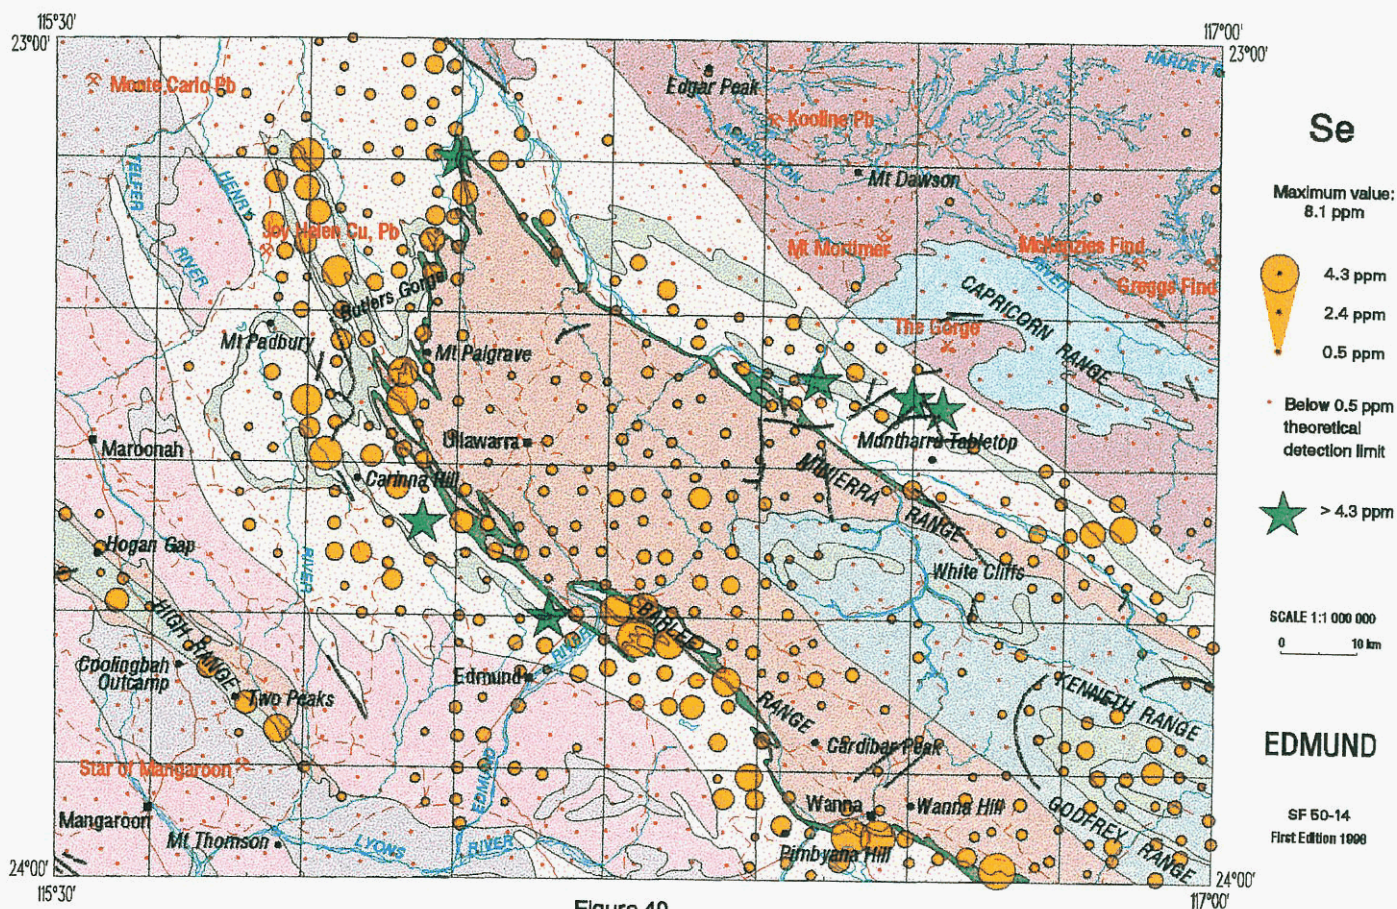 115°30'
23°00'
117°00'
23°00'
Monte Carlo Pb
Edgar Peak
HARDEY R
Kooline Pb
ASHBURTON
Mt Dawson
TELFER
RIVER
HENRY
Joy Helen Cu, Pb
Mt Mortimer
McKenzies Find
RIVER
Greggs Find
CAPRICORN
RANGE
The Gorge
Butlers Gorge
Mt Padbury
Mt Palgrave
Maroonah
Ullawarra
Carinna Hill
Muntharra Tabletop
MINIERRA
RANGE
White Cliffs
Hogan Gap
RIVER
HIGH
RANGE
Coolingbah
Outcamp
Two Peaks
BARLEE
RANGE
Edmund
RIVER
EDMUND
KENNETH RANGE
Cardibar Peak
Star of Mangaroon
Mangaroon
Mt Thomson
LYONS
RIVER
Wanna
Wanna Hill
Pimbyana Hill
GODFREY
RANGE
24°00'
115°30'
24°00'
117°00'
Se
Maximum value:
8.1 ppm
4.3 ppm
2.4 ppm
0.5 ppm
Below 0.5 ppm
theoretical
detection limit
> 4.3 ppm
SCALE 1:1 000 000
0 10 km
EDMUND
SF 50-14
First Edition 1996